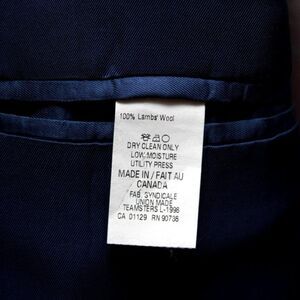 100% Lambs' Wool
DRY CLEAN ONLY
LOW MOISTURE
UTILITY PRESS
MADE IN / FAIT AU
CANADA
FAB. SYNDICALE
UNION MADE
TEAMSTERS L-1996
CA 01129 RN 90736